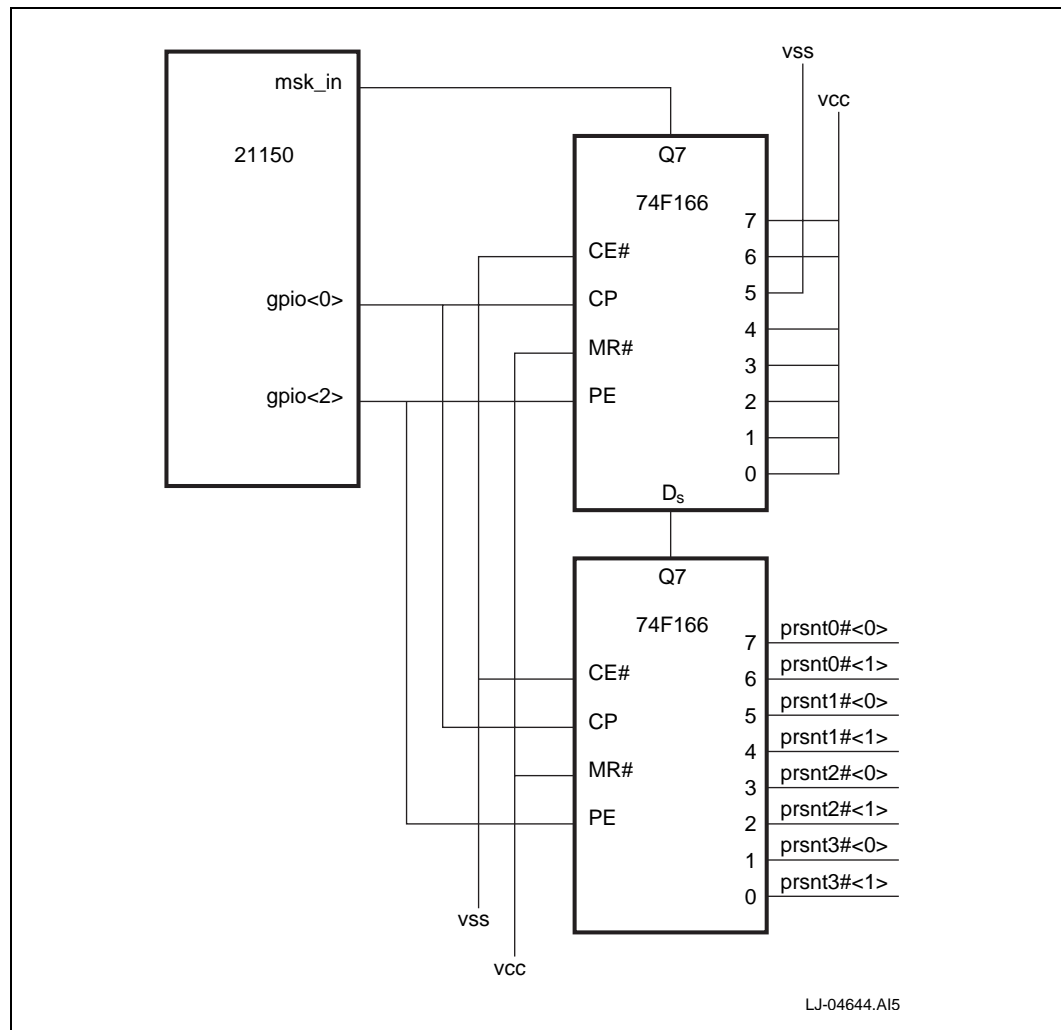 vss
vcc
msk_in
21150
gpio<0>
gpio<2>
Q7
74F166
CE#
CP
MR#
PE
7
6
5
4
3
2
1
0
Ds
Q7
74F166
CE#
CP
MR#
PE
7 prsnt0#<0>
6 prsnt0#<1>
5 prsnt1#<0>
4 prsnt1#<1>
3 prsnt2#<0>
2 prsnt2#<1>
1 prsnt3#<0>
0 prsnt3#<1>
vss
vcc
LJ-04644.AI5